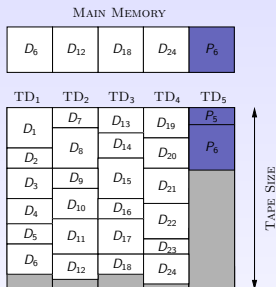 MAIN MEMORY
D6 D12 D18 D24 P6
TD1 TD2 TD3 TD4 TD5
D1 D7 D13 D19 P5
D2 D8 D14 D20 P6
D3 D9 D15 D21
D4 D10 D16 D22
D5 D11 D17 D23
D6 D12 D18 D24
TAPE SIZE